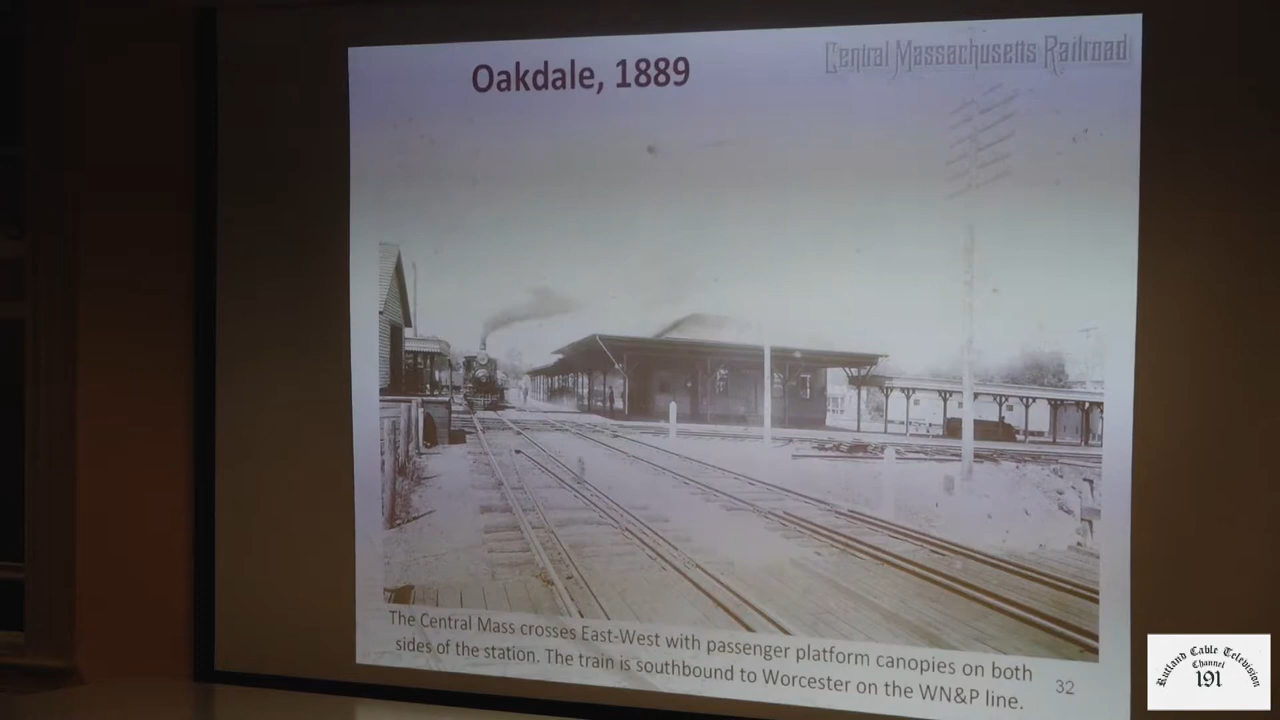 Oakdale, 1889
Central Massachusetts Railroad
The Central Mass crosses East-West with passenger platform canopies on both
sides of the station. The train is southbound to Worcester on the WN&P line.
32
Rutland Cable Television
Channel
191